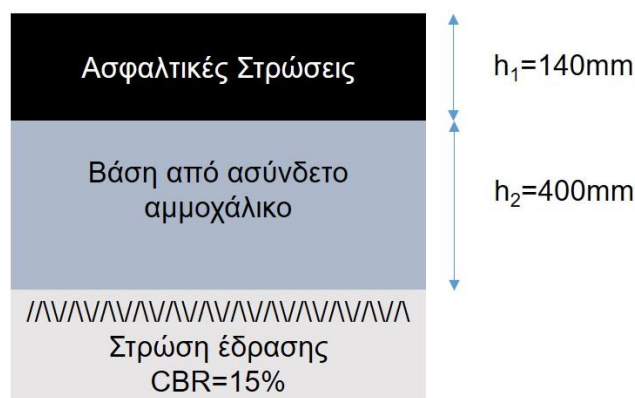 Ασφαλτικές Στρώσεις
h₁=140mm
Βάση από ασύνδετο
αμμοχάλικο
h₂=400mm
Στρώση έδρασης
CBR=15%